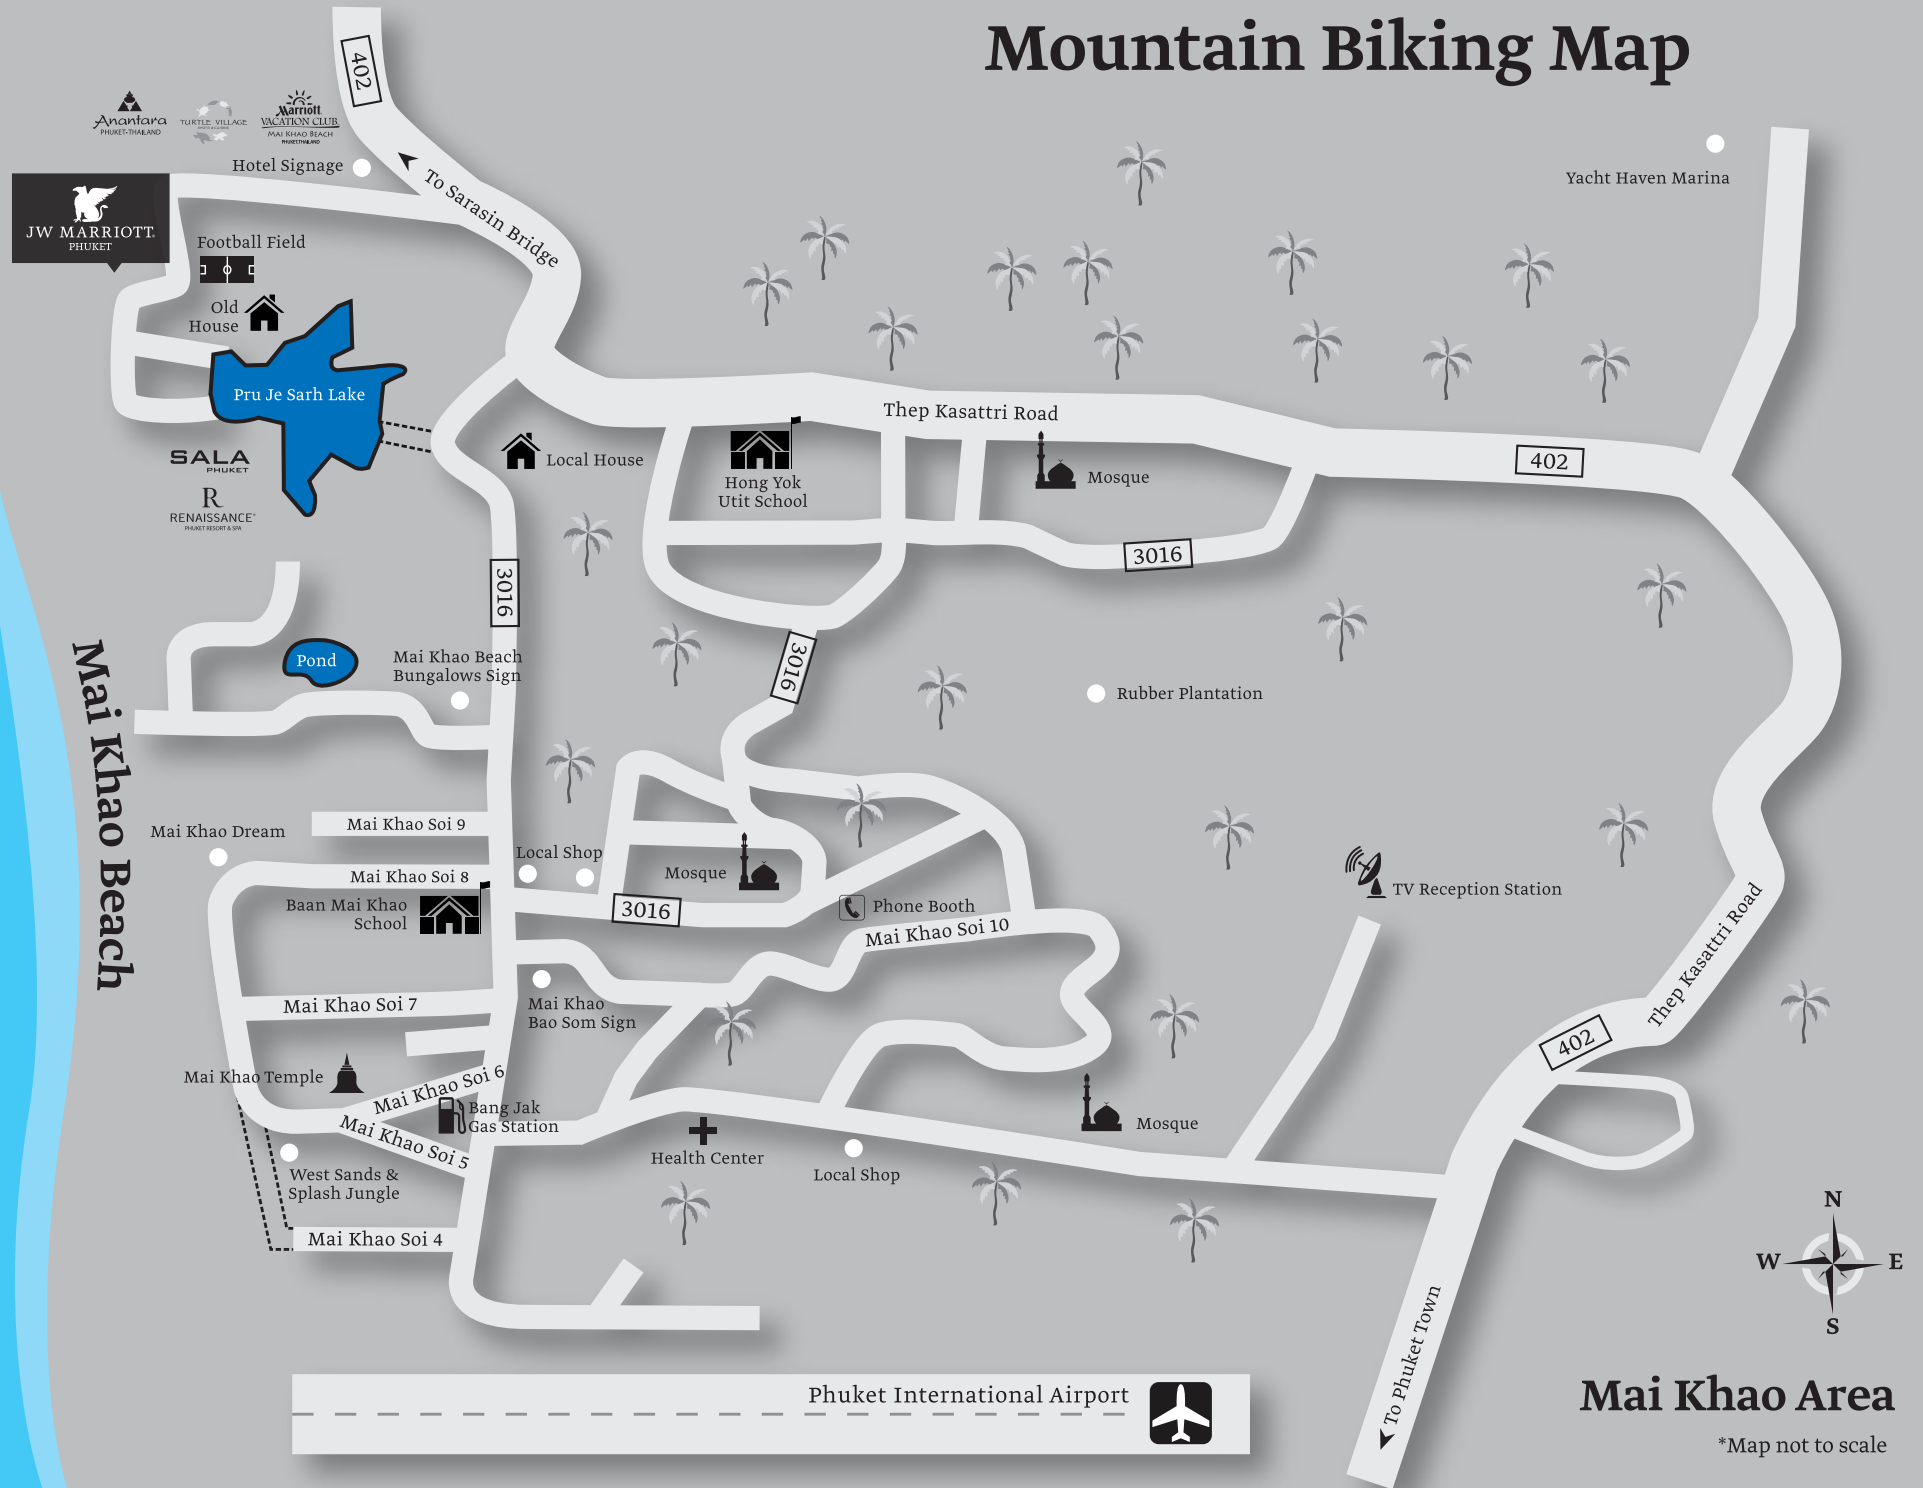 Mountain Biking Map
402
Anantara
PHUKET•THAILAND
TURTLE VILLAGE
Marriott
VACATION CLUB
MAI KHAO BEACH
PHUKET, THAILAND
Hotel Signage
To Sarasin Bridge
Yacht Haven Marina
JW MARRIOTT®
PHUKET
Football Field
Old
House
Pru Je Sarh Lake
Thep Kasattri Road
402
Local House
Hong Yok
Utit School
Mosque
SALA
PHUKET
R
RENAISSANCE®
PHUKET RESORT & SPA
3016
3016
3016
Pond
Mai Khao Beach
Bungalows Sign
Rubber Plantation
Mai Khao Beach
Mai Khao Soi 9
Mai Khao Dream
Local Shop
Mai Khao Soi 8
Mosque
Baan Mai Khao
School
3016
Phone Booth
TV Reception Station
Mai Khao Soi 10
Thep Kasattri Road
Mai Khao Soi 7
Mai Khao
Bao Som Sign
402
Mai Khao Temple
Mai Khao Soi 6
Bang Jak
Gas Station
Mai Khao Soi 5
Mosque
Health Center
Local Shop
West Sands &
Splash Jungle
Mai Khao Soi 4
N
W
E
S
To Phuket Town
Phuket International Airport
Mai Khao Area
*Map not to scale